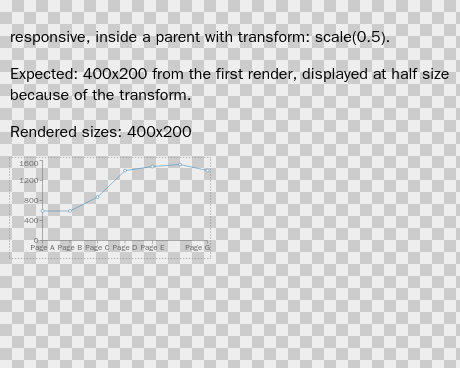 responsive, inside a parent with transform: scale(0.5).
Expected: 400x200 from the first render, displayed at half size
because of the transform.
Rendered sizes: 400x200
1600
1200
800
400
0
Page A Page B Page C Page D Page E Page G